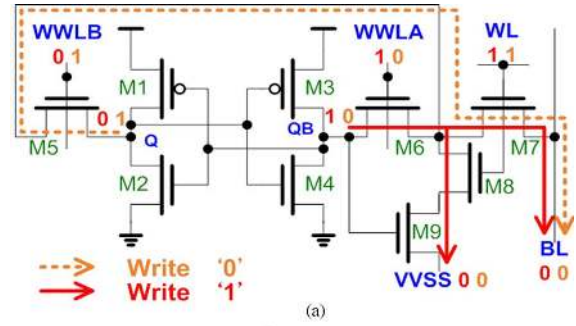 WWLB
WWLA
WL
0 1
1 0
1 1
M1
M3
0 1
1 0
Q
QB
M5
M6
M7
M2
M4
M8
M9
Write '0'
Write '1'
VVSS 0 0
BL
0 0
(a)